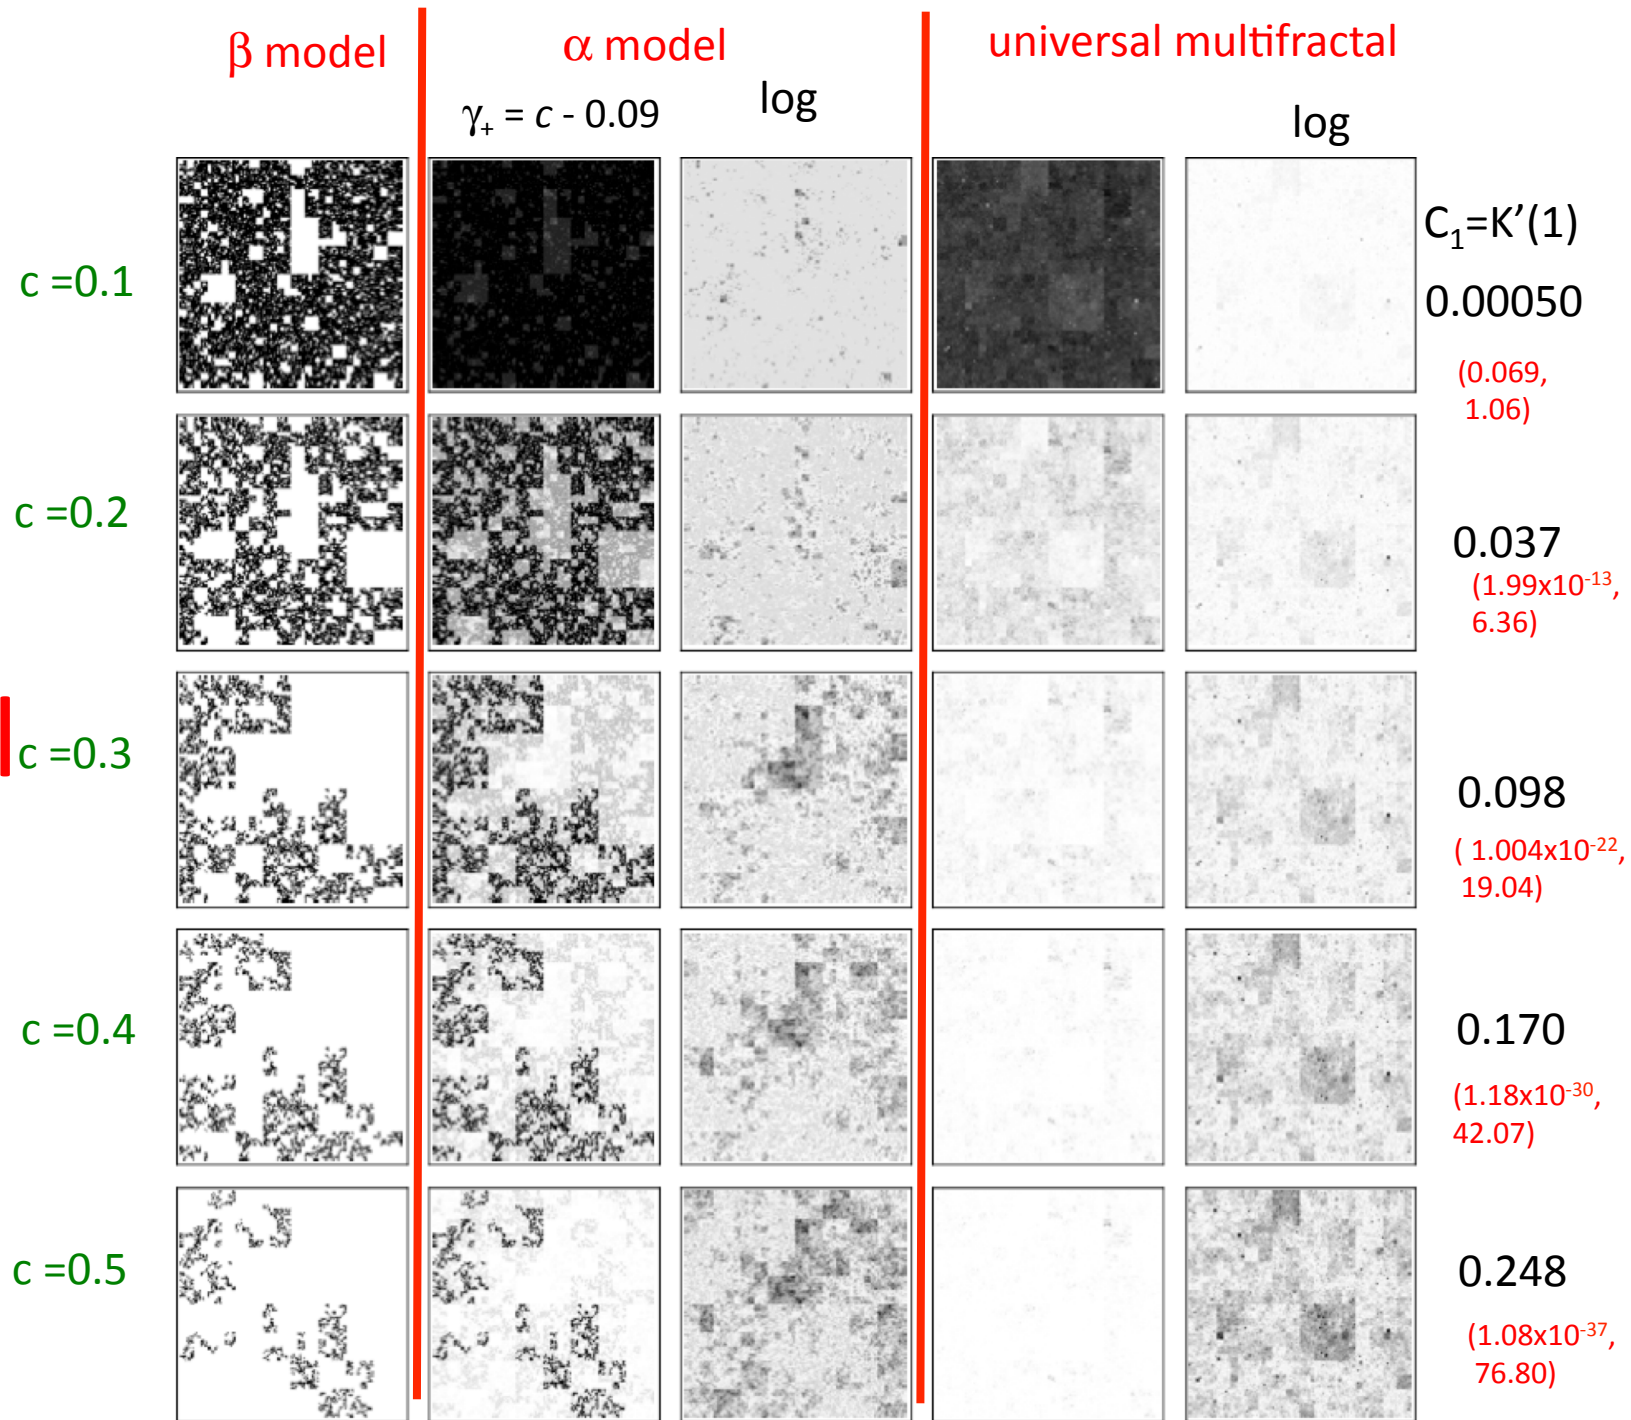 β model
α model
universal multifractal
γ₊ = c - 0.09
log
log
c =0.1
C₁=K’(1)
0.00050
(0.069,
1.06)
c =0.2
0.037
(1.99x10⁻¹³,
6.36)
c =0.3
0.098
( 1.004x10⁻²²,
19.04)
c =0.4
0.170
(1.18x10⁻³⁰,
42.07)
c =0.5
0.248
(1.08x10⁻³⁷,
76.80)